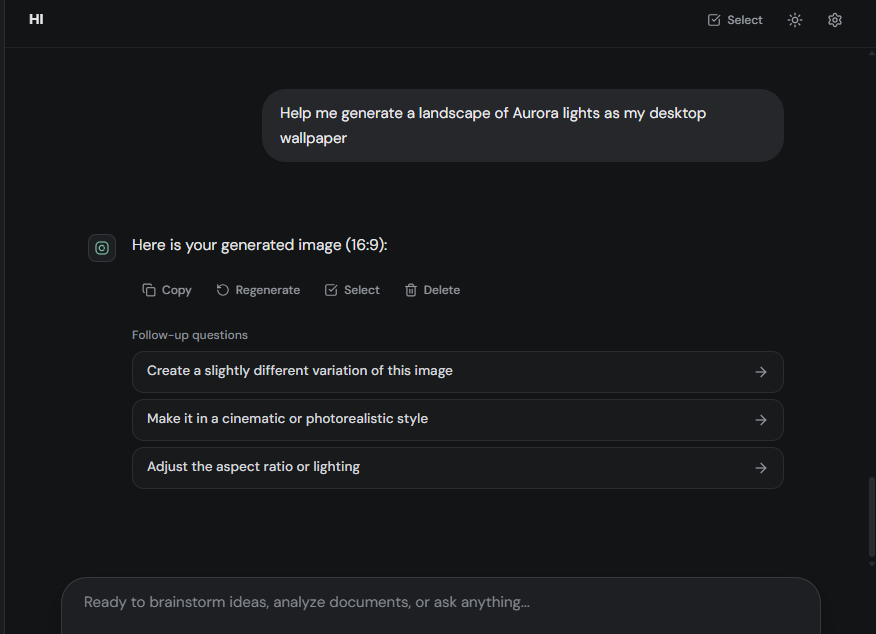 HI
Select
Help me generate a landscape of Aurora lights as my desktop
wallpaper
Here is your generated image (16:9):
Copy Regenerate Select Delete
Follow-up questions
Create a slightly different variation of this image
Make it in a cinematic or photorealistic style
Adjust the aspect ratio or lighting
Ready to brainstorm ideas, analyze documents, or ask anything...